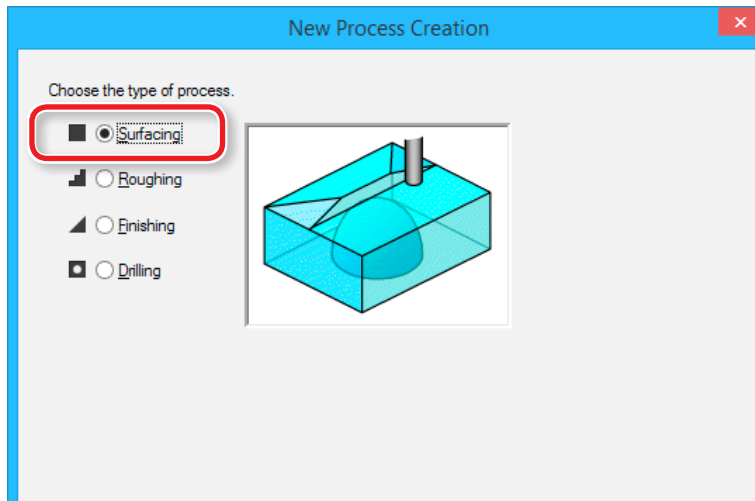 New Process Creation
Choose the type of process.
Surfacing
Roughing
Finishing
Drilling